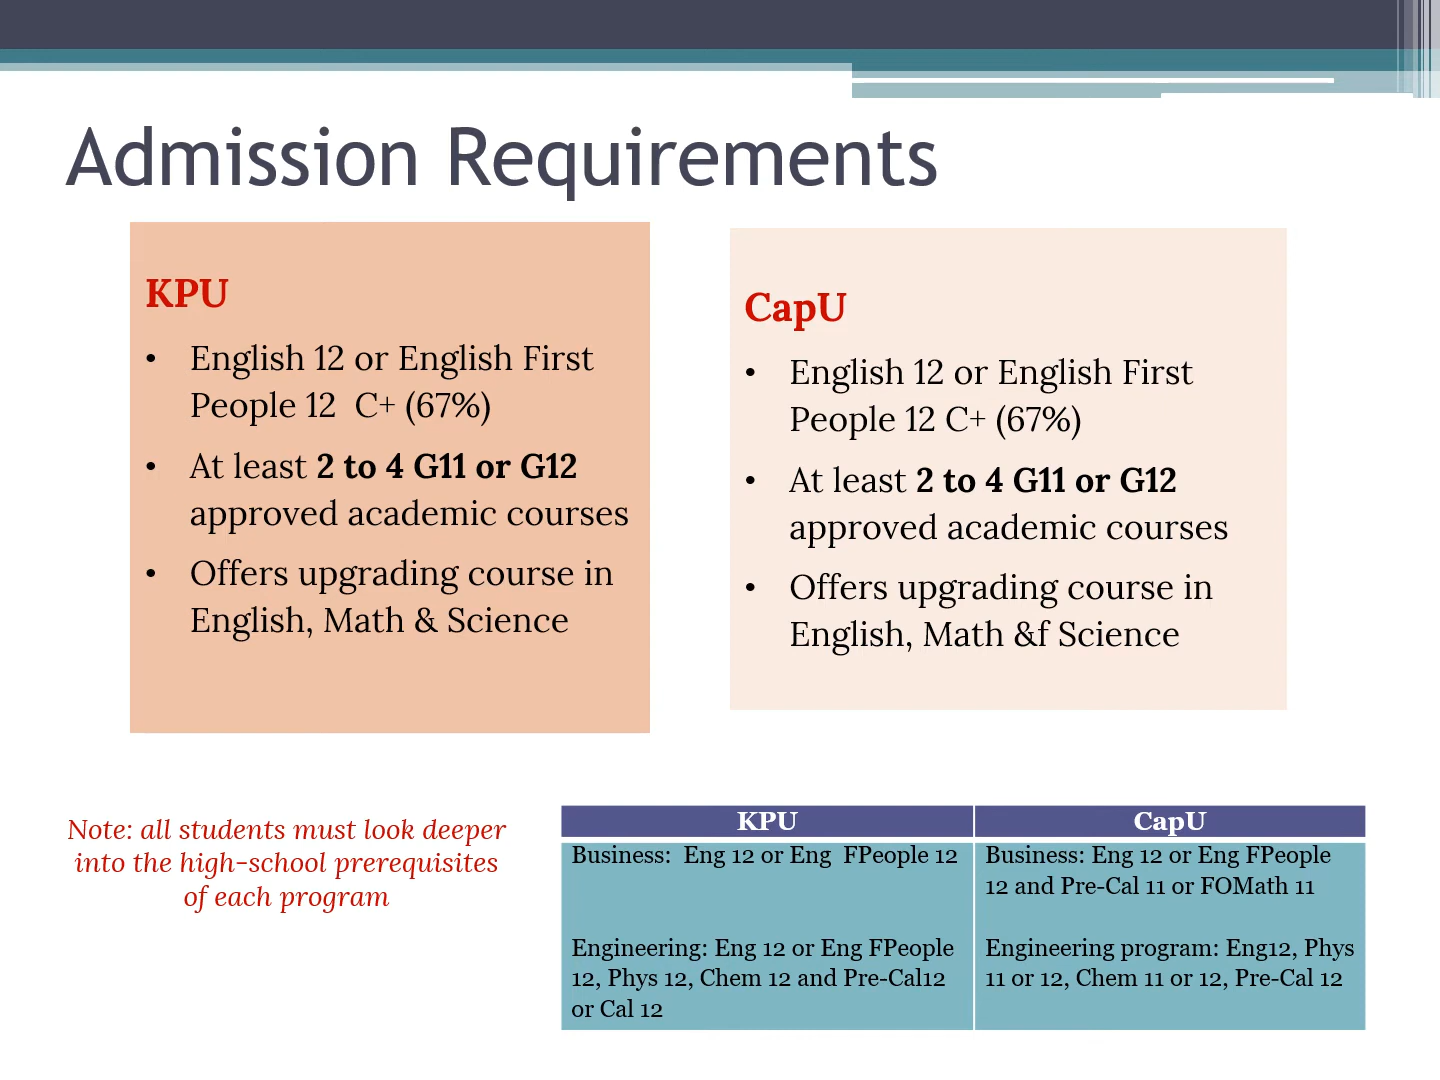 Admission Requirements
KPU
• English 12 or English First
People 12  C+ (67%)
• At least 2 to 4 G11 or G12
approved academic courses
• Offers upgrading course in
English, Math & Science
CapU
• English 12 or English First
People 12 C+ (67%)
• At least 2 to 4 G11 or G12
approved academic courses
• Offers upgrading course in
English, Math &f Science
Note: all students must look deeper
into the high-school prerequisites
of each program
KPU
Business:  Eng 12 or Eng  FPeople 12
Engineering: Eng 12 or Eng FPeople
12, Phys 12, Chem 12 and Pre-Cal12
or Cal 12
CapU
Business: Eng 12 or Eng FPeople
12 and Pre-Cal 11 or FOMath 11
Engineering program: Eng12, Phys
11 or 12, Chem 11 or 12, Pre-Cal 12